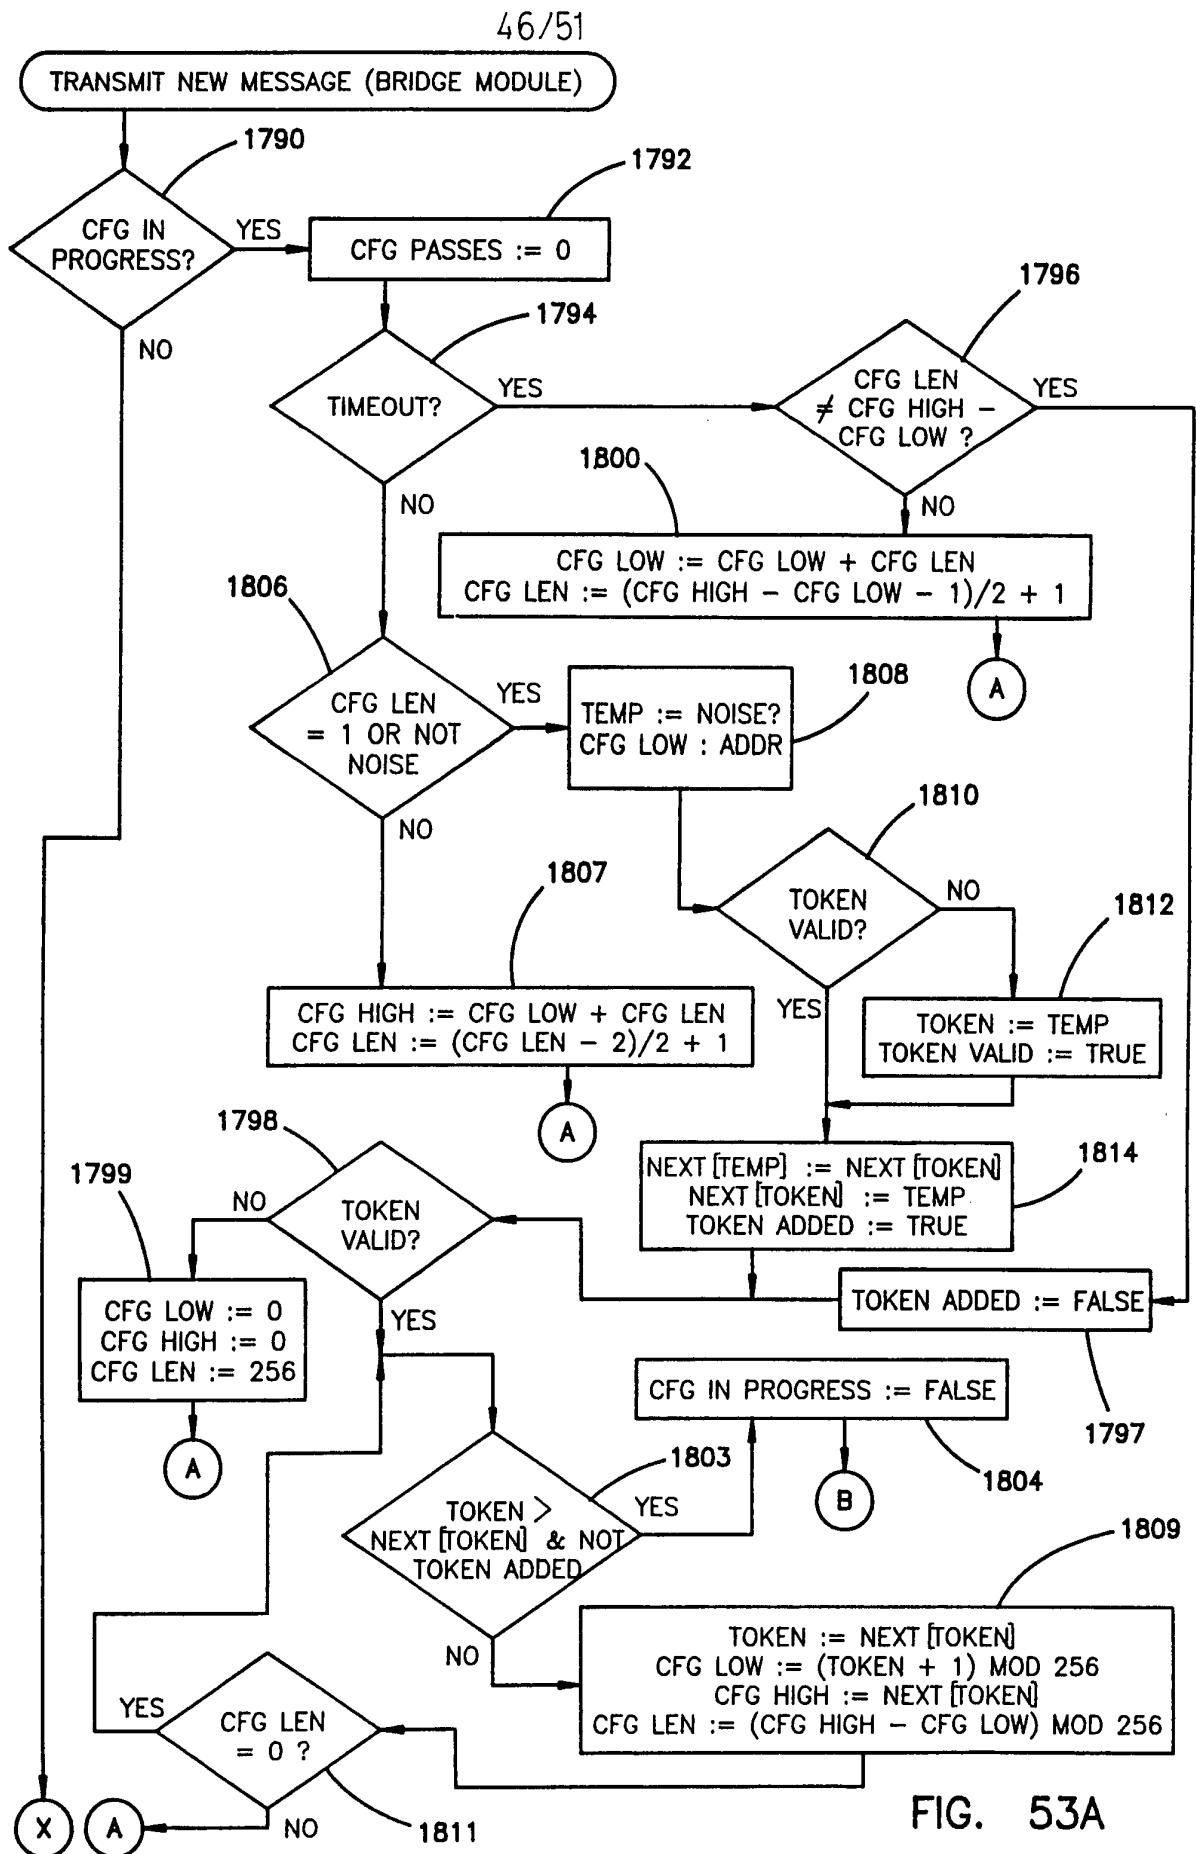 46/51
TRANSMIT NEW MESSAGE (BRIDGE MODULE)
1790
CFG IN
PROGRESS?
YES
NO
1792
CFG PASSES := 0
1794
TIMEOUT?
YES
NO
1796
CFG LEN
≠ CFG HIGH –
CFG LOW ?
YES
NO
1800
CFG LOW := CFG LOW + CFG LEN
CFG LEN := (CFG HIGH – CFG LOW – 1)/2 + 1
A
1806
CFG LEN
= 1 OR NOT
NOISE
YES
NO
1808
TEMP := NOISE?
CFG LOW : ADDR
1810
TOKEN
VALID?
NO
YES
1812
TOKEN := TEMP
TOKEN VALID := TRUE
1807
CFG HIGH := CFG LOW + CFG LEN
CFG LEN := (CFG LEN – 2)/2 + 1
A
1814
NEXT [TEMP] := NEXT [TOKEN]
NEXT [TOKEN] := TEMP
TOKEN ADDED := TRUE
1798
TOKEN
VALID?
NO
YES
1799
CFG LOW := 0
CFG HIGH := 0
CFG LEN := 256
A
TOKEN ADDED := FALSE
1797
CFG IN PROGRESS := FALSE
1804
B
1803
TOKEN >
NEXT [TOKEN] & NOT
TOKEN ADDED
YES
NO
1809
TOKEN := NEXT [TOKEN]
CFG LOW := (TOKEN + 1) MOD 256
CFG HIGH := NEXT [TOKEN]
CFG LEN := (CFG HIGH – CFG LOW) MOD 256
CFG LEN
= 0 ?
YES
NO
1811
X
A
FIG. 53A